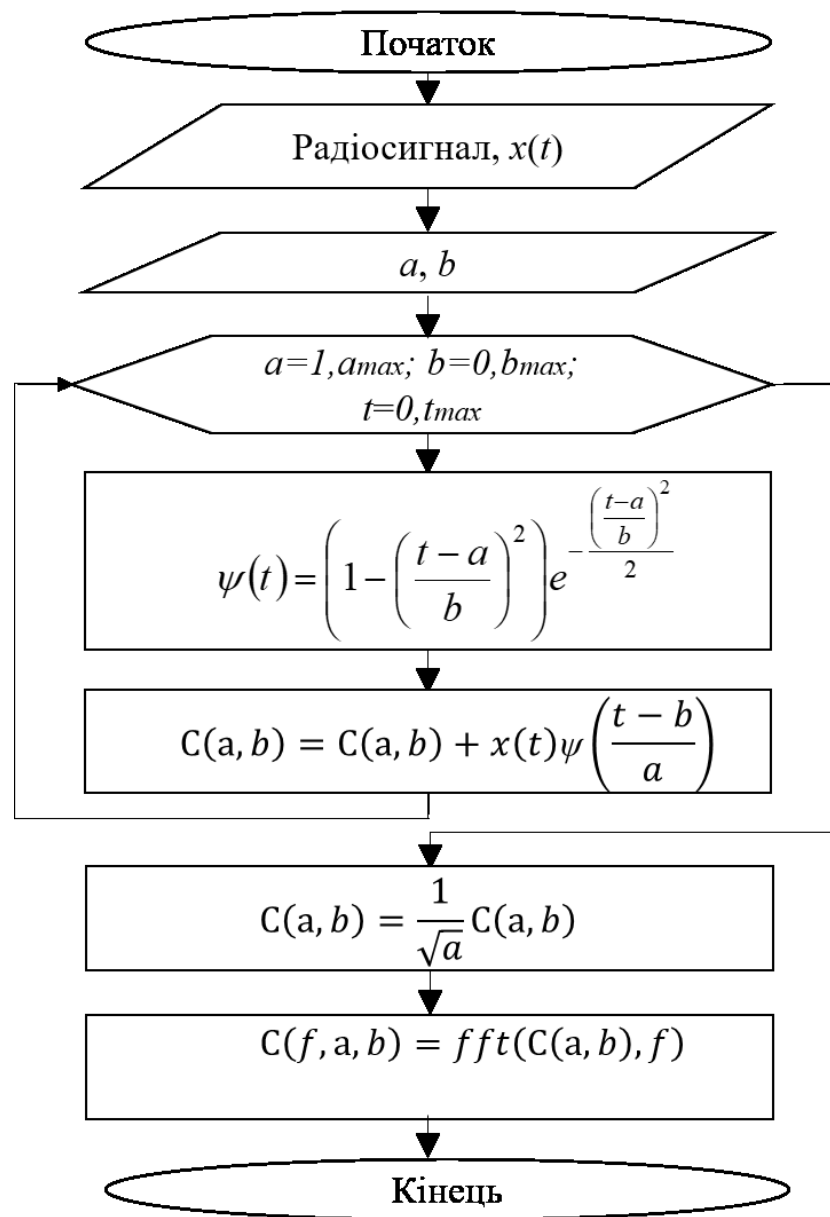 Початок
Радіосигнал, x(t)
a, b
a=1,amax; b=0,bmax;
t=0,tmax
ψ(t) = (1 − ((t − a)/b)^2) e^(−((t−a)/b)^2/2)
C(a, b) = C(a, b) + x(t)ψ((t − b)/a)
C(a, b) = 1/√a C(a, b)
C(f, a, b) = fft(C(a, b), f)
Кінець